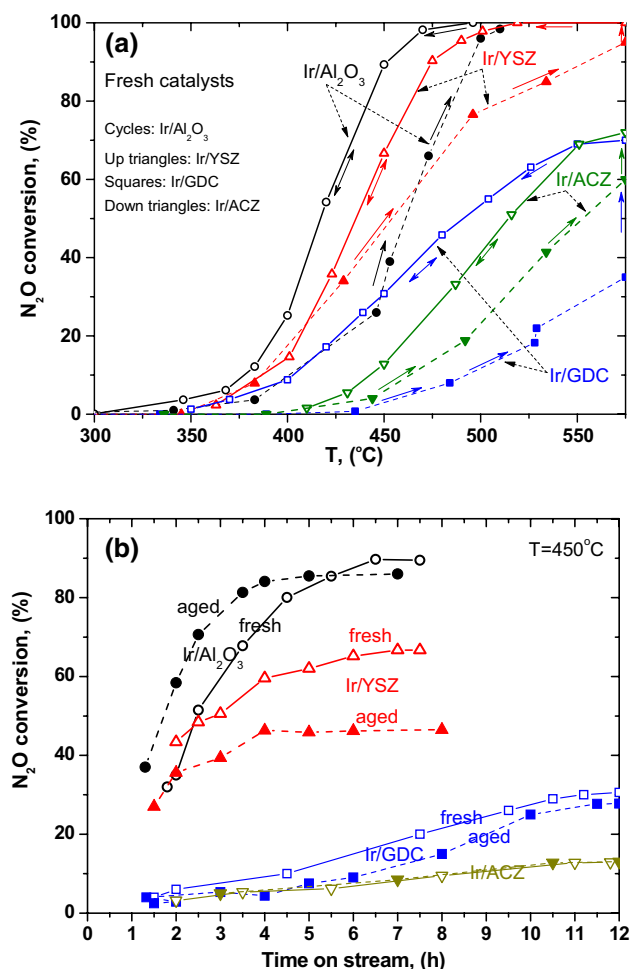 (a)
Fresh catalysts
Cycles: Ir/Al₂O₃
Up triangles: Ir/YSZ
Squares: Ir/GDC
Down triangles: Ir/ACZ
Ir/Al₂O₃
Ir/YSZ
Ir/ACZ
Ir/GDC
N₂O conversion, (%)
100
80
60
40
20
0
300
350
400
450
500
550
T, (°C)
(b)
T=450°C
aged
fresh
Ir/Al₂O₃
fresh
Ir/YSZ
aged
fresh
aged
Ir/GDC
Ir/ACZ
N₂O conversion, (%)
100
80
60
40
20
0
0 1 2 3 4 5 6 7 8 9 10 11 12
Time on stream, (h)